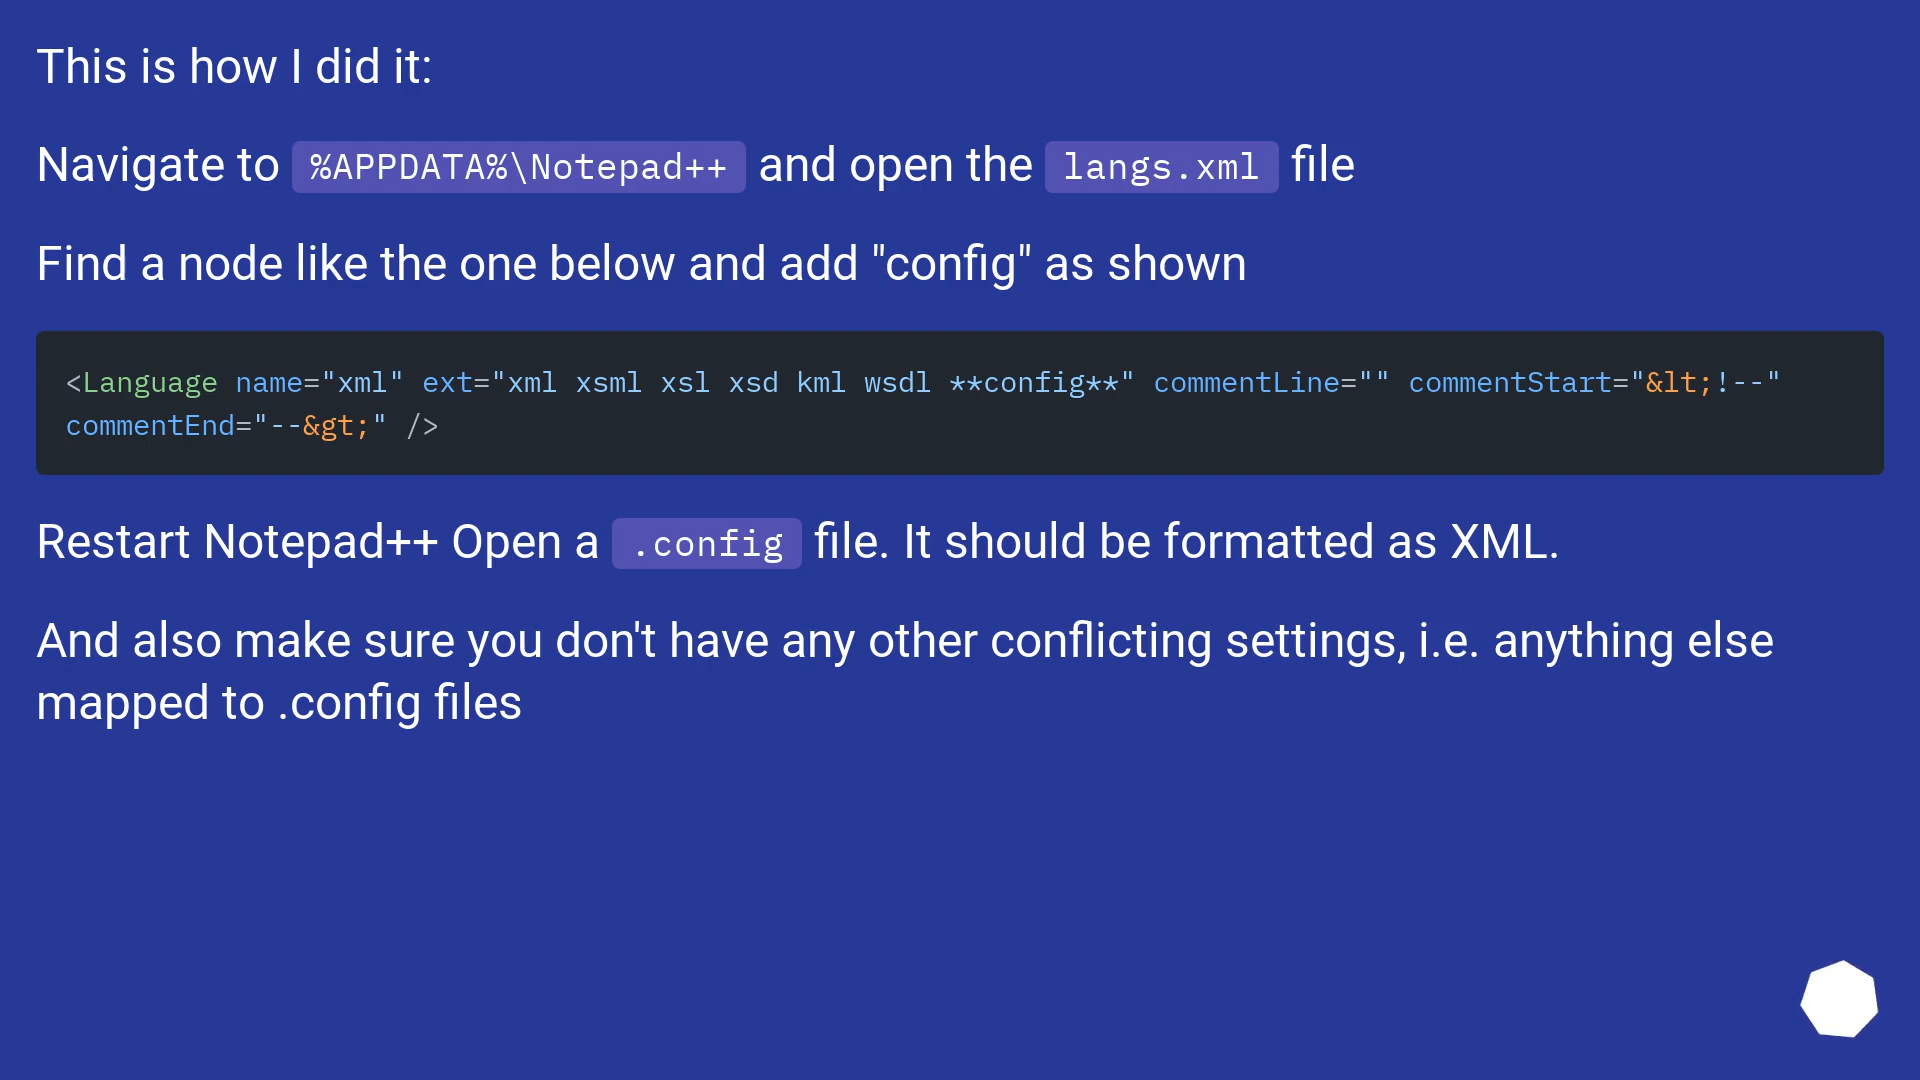 This is how I did it:
Navigate to %APPDATA%\Notepad++ and open the langs.xml file
Find a node like the one below and add "config" as shown
<Language name="xml" ext="xml xsml xsl xsd kml wsdl **config**" commentLine="" commentStart="&lt;!--"
commentEnd="--&gt;" />
Restart Notepad++ Open a .config file. It should be formatted as XML.
And also make sure you don't have any other conflicting settings, i.e. anything else
mapped to .config files